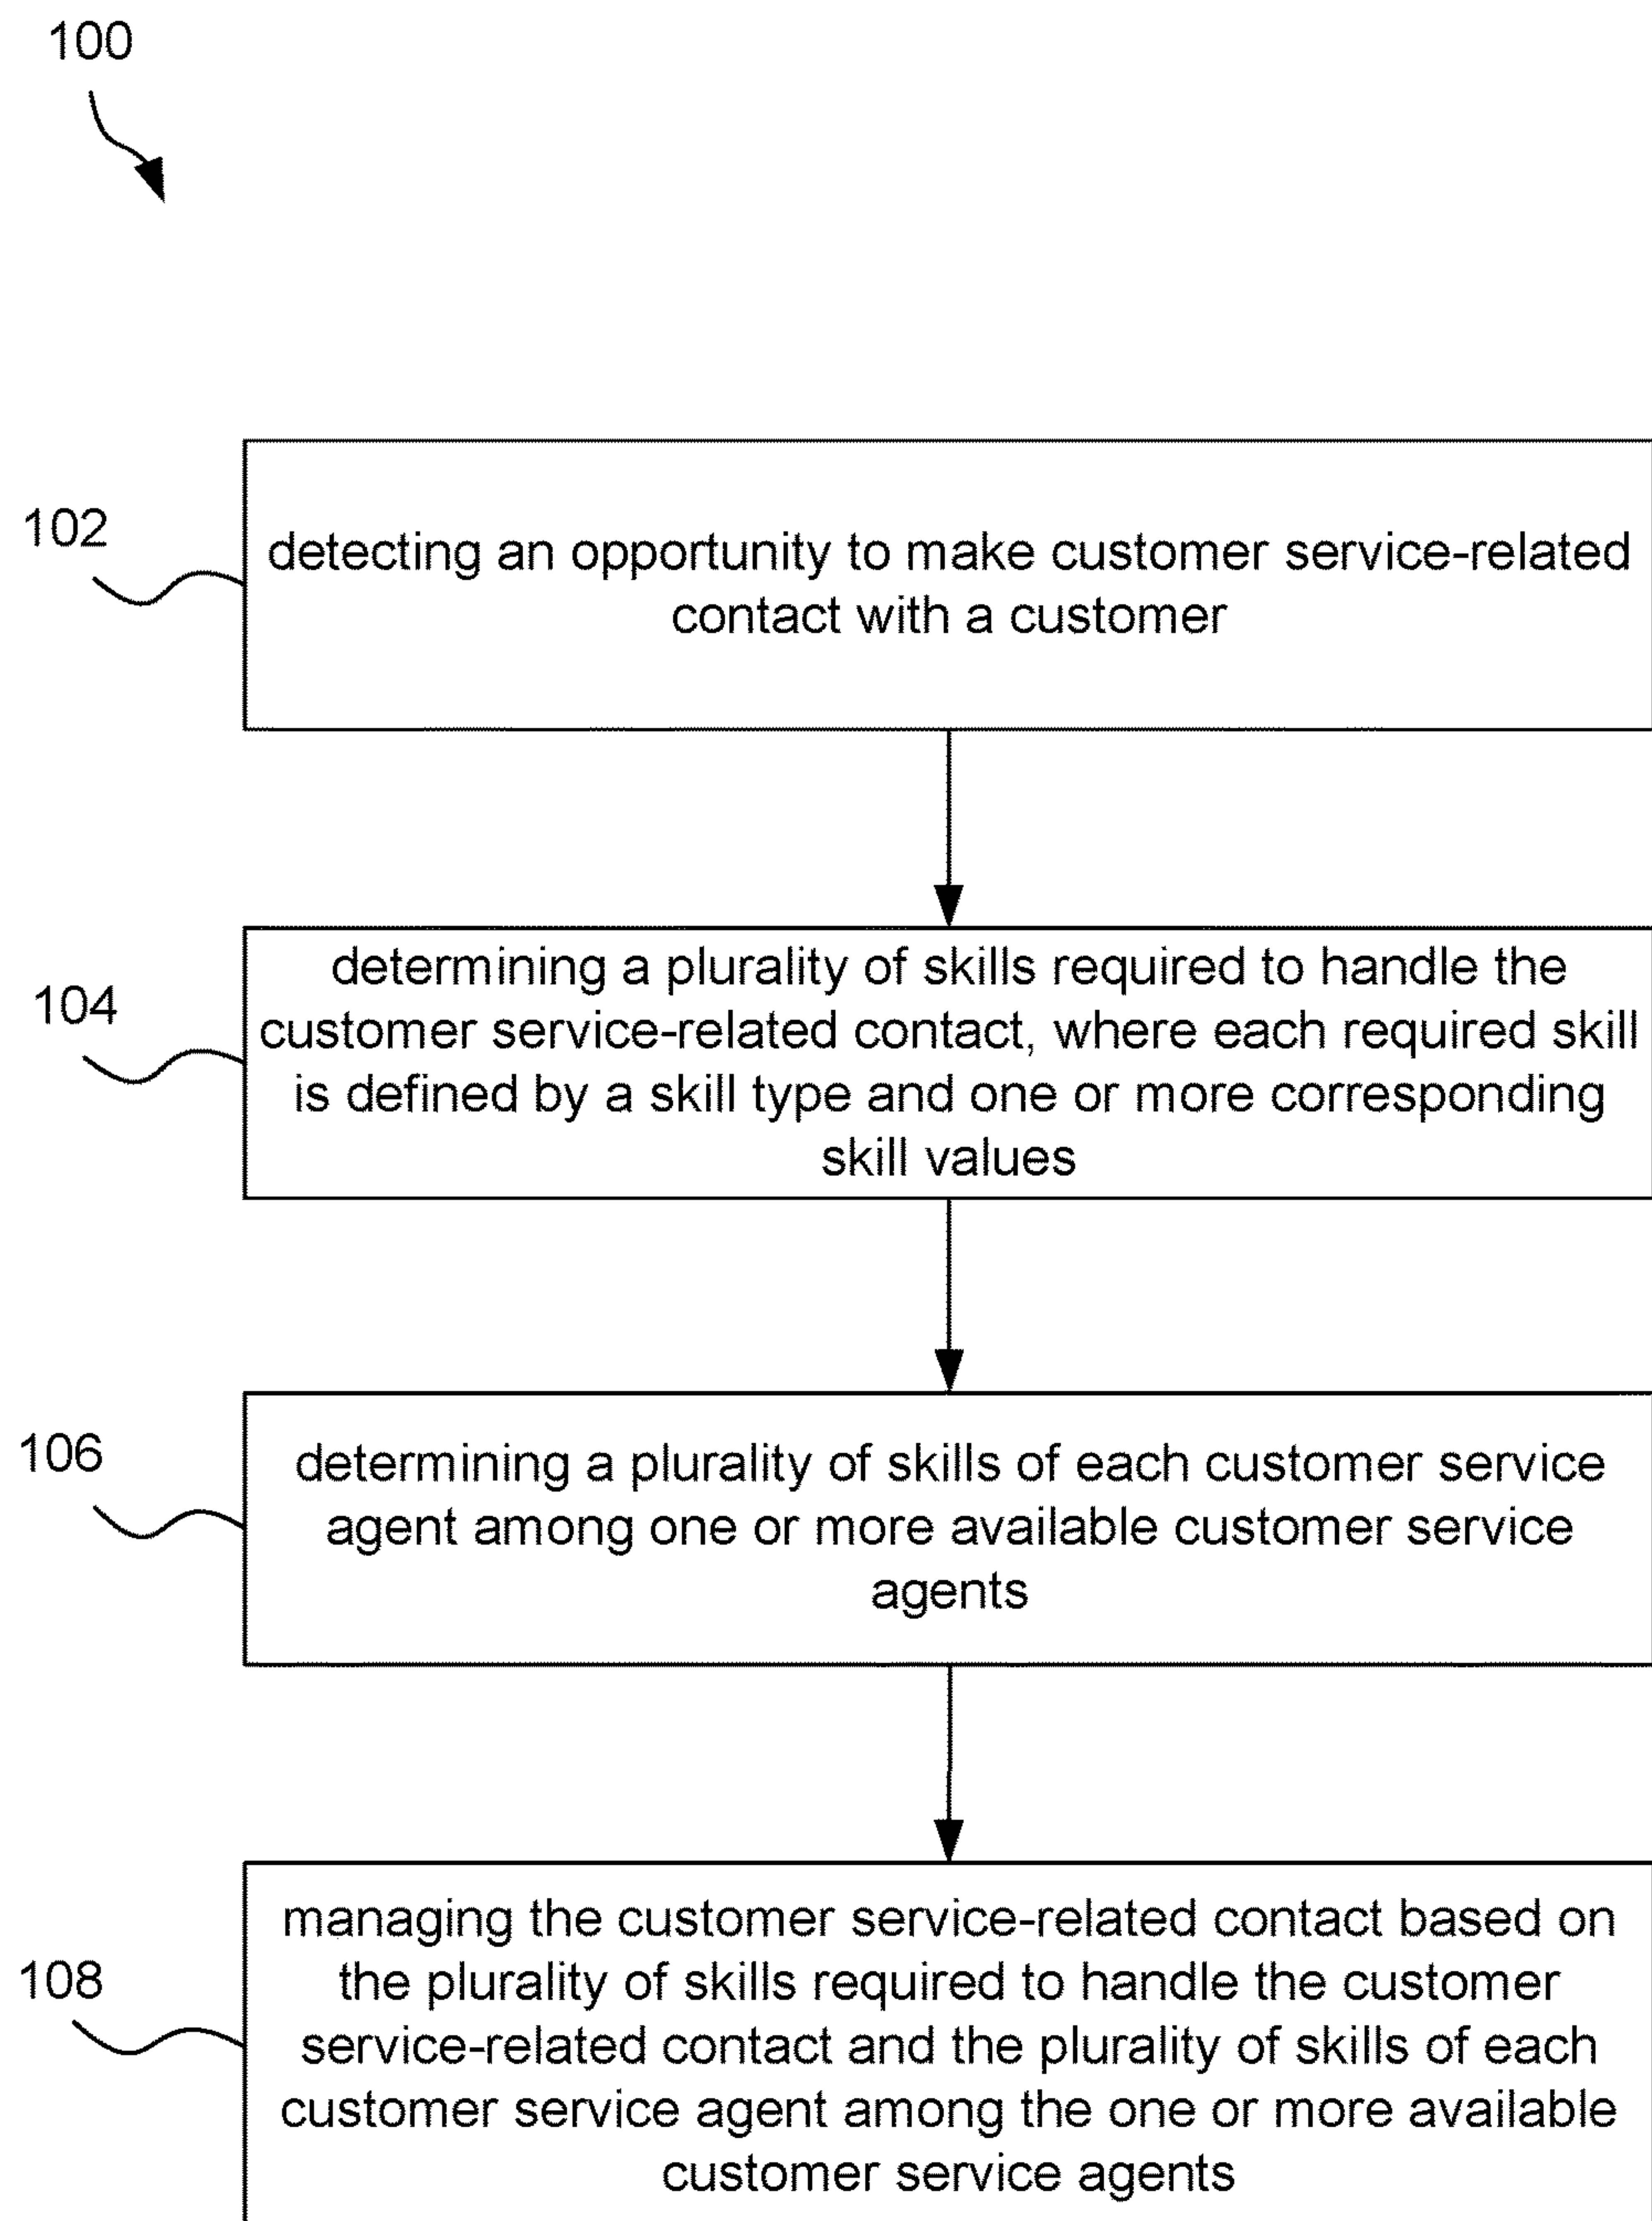 100
102
detecting an opportunity to make customer service-related
contact with a customer
104
determining a plurality of skills required to handle the
customer service-related contact, where each required skill
is defined by a skill type and one or more corresponding
skill values
106
determining a plurality of skills of each customer service
agent among one or more available customer service
agents
108
managing the customer service-related contact based on
the plurality of skills required to handle the customer
service-related contact and the plurality of skills of each
customer service agent among the one or more available
customer service agents